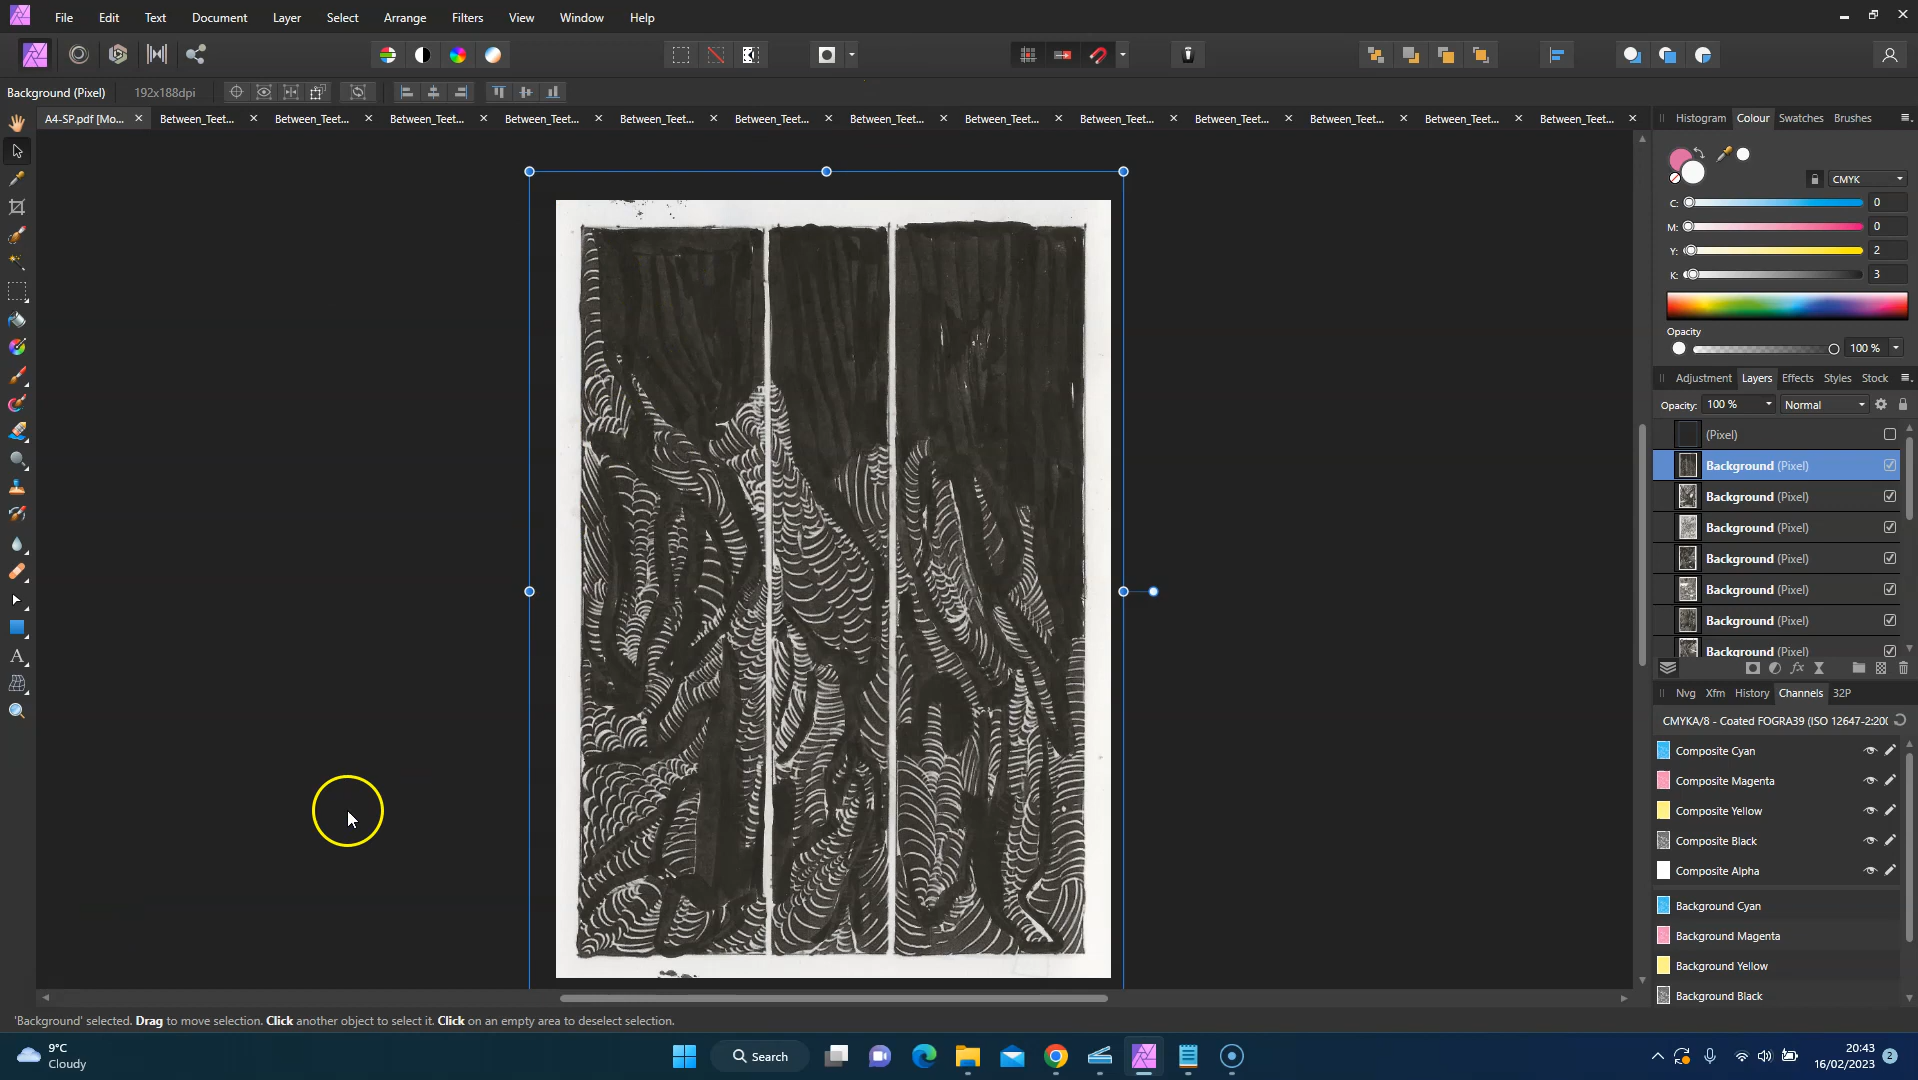 File Edit Text Document Layer Select Arrange Filters View Window Help
Background (Pixel) 192x188dpi
A4-SP.pdf [Mo... Between_Teet... Between_Teet... Between_Teet... Between_Teet... Between_Teet... Between_Teet... Between_Teet... Between_Teet... Between_Teet... Between_Teet... Between_Teet... Between_Teet... Between_Teet...
Histogram Colour Swatches Brushes
CMYK
C: 0
M: 0
Y: 2
K: 3
Opacity
100 %
Adjustment Layers Effects Styles Stock
Opacity: 100 % Normal
(Pixel)
Background (Pixel)
Background (Pixel)
Background (Pixel)
Background (Pixel)
Background (Pixel)
Background (Pixel)
Background (Pixel)
fx
Nvg Xfm History Channels 32P
CMYKA/8 - Coated FOGRA39 (ISO 12647-2:200
Composite Cyan
Composite Magenta
Composite Yellow
Composite Black
Composite Alpha
Background Cyan
Background Magenta
Background Yellow
Background Black
'Background' selected. Drag to move selection. Click another object to select it. Click on an empty area to deselect selection.
9°C
Cloudy
Search
20:43
16/02/2023
2